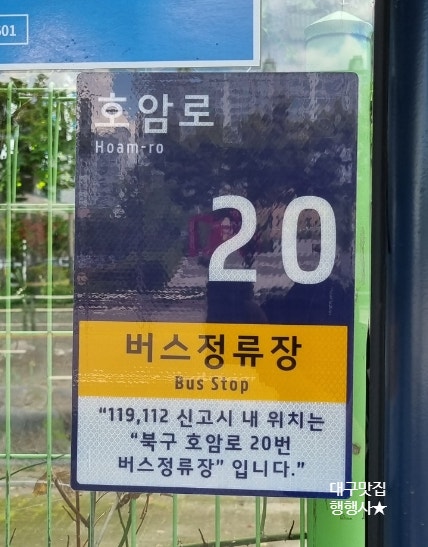 601
호암로
Hoam-ro
20
버스정류장
Bus Stop
“119,112 신고시 내 위치는
“북구 호암로 20번
버스정류장” 입니다.”
대구맛집
행행사★